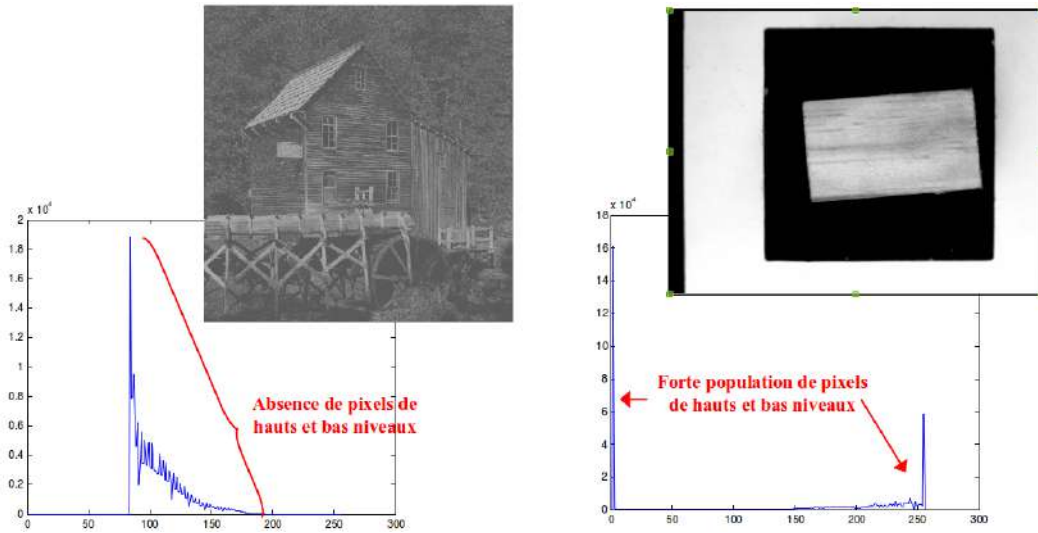 x 10⁴
2
1.8
1.6
1.4
1.2
1
0.8
0.6
0.4
0.2
0
0 50 100 150 200 250 300
Absence de pixels de
hauts et bas niveaux
x 10⁴
18
16
14
12
10
8
6
4
2
0
0 50 100 150 200 250 300
Forte population de pixels
de hauts et bas niveaux